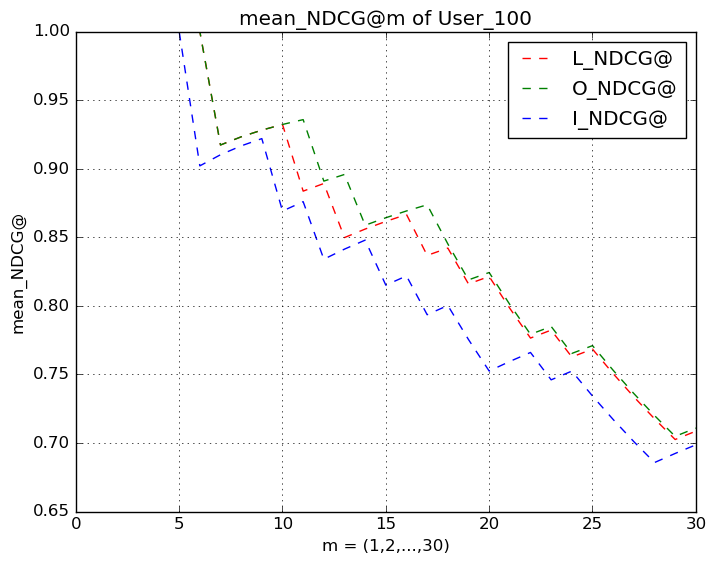 mean_NDCG@m of User_100
L_NDCG@
O_NDCG@
I_NDCG@
mean_NDCG@
1.00
0.95
0.90
0.85
0.80
0.75
0.70
0.65
0
5
10
15
20
25
30
m = (1,2,...,30)